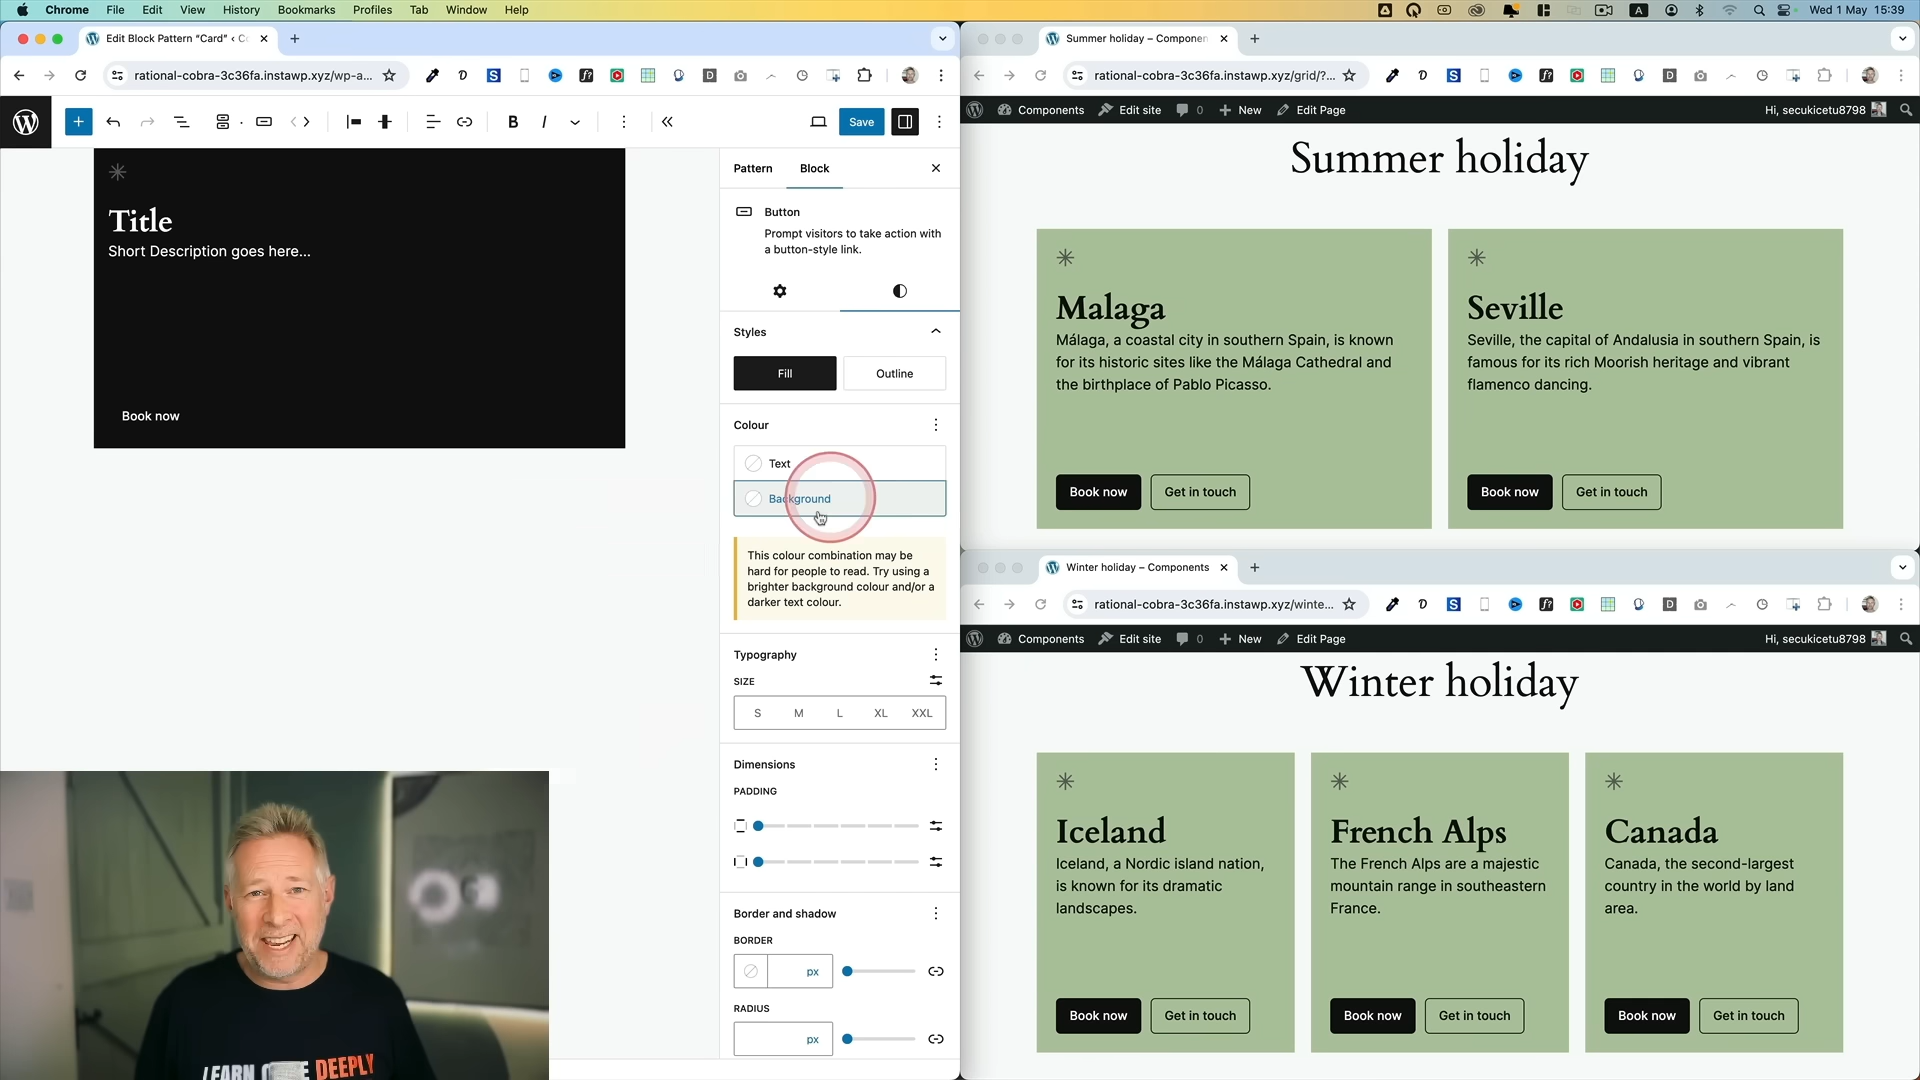 Chrome File Edit View History Bookmarks Profiles Tab Window Help
A Wed 1 May 15:39
Edit Block Pattern “Card” ‹ Co
rational-cobra-3c36fa.instawp.xyz/wp-a...
Save
Title
Short Description goes here...
Book now
Pattern Block
Button
Prompt visitors to take action with
a button-style link.
Styles
Fill Outline
Colour
Text
Background
This colour combination may be
hard for people to read. Try using a
brighter background colour and/or a
darker text colour.
Typography
SIZE
S M L XL XXL
Dimensions
PADDING
Border and shadow
BORDER
px
RADIUS
px
DEEPLY
Summer holiday – Componen
rational-cobra-3c36fa.instawp.xyz/grid/?...
Components Edit site 0 New Edit Page Hi, secukicetu8798
Summer holiday
Malaga
Málaga, a coastal city in southern Spain, is known
for its historic sites like the Málaga Cathedral and
the birthplace of Pablo Picasso.
Book now Get in touch
Seville
Seville, the capital of Andalusia in southern Spain, is
famous for its rich Moorish heritage and vibrant
flamenco dancing.
Book now Get in touch
Winter holiday – Components
rational-cobra-3c36fa.instawp.xyz/winte...
Components Edit site 0 New Edit Page Hi, secukicetu8798
Winter holiday
Iceland
Iceland, a Nordic island nation,
is known for its dramatic
landscapes.
Book now Get in touch
French Alps
The French Alps are a majestic
mountain range in southeastern
France.
Book now Get in touch
Canada
Canada, the second-largest
country in the world by land
area.
Book now Get in touch